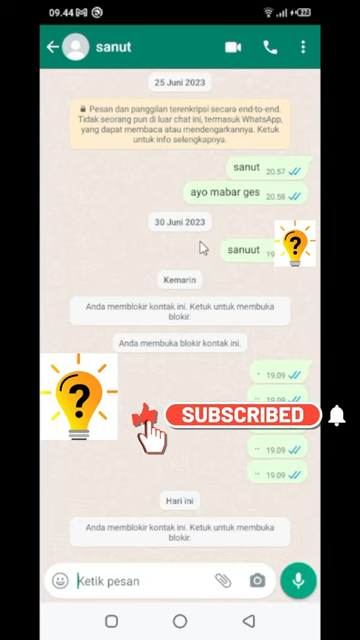 09.44
27
sanut
25 Juni 2023
Pesan dan panggilan terenkripsi secara end-to-end.
Tidak seorang pun di luar chat ini, termasuk WhatsApp,
yang dapat membaca atau mendengarkannya. Ketuk
untuk info selengkapnya.
sanut 20.57
ayo mabar ges 20.58
30 Juni 2023
sanuut
?
Kemarin
Anda memblokir kontak ini. Ketuk untuk membuka
blokir.
Anda membuka blokir kontak ini.
19.09
19.09
?
SUBSCRIBED
19.09
19.09
Hari ini
Anda memblokir kontak ini. Ketuk untuk membuka
blokir.
Ketik pesan